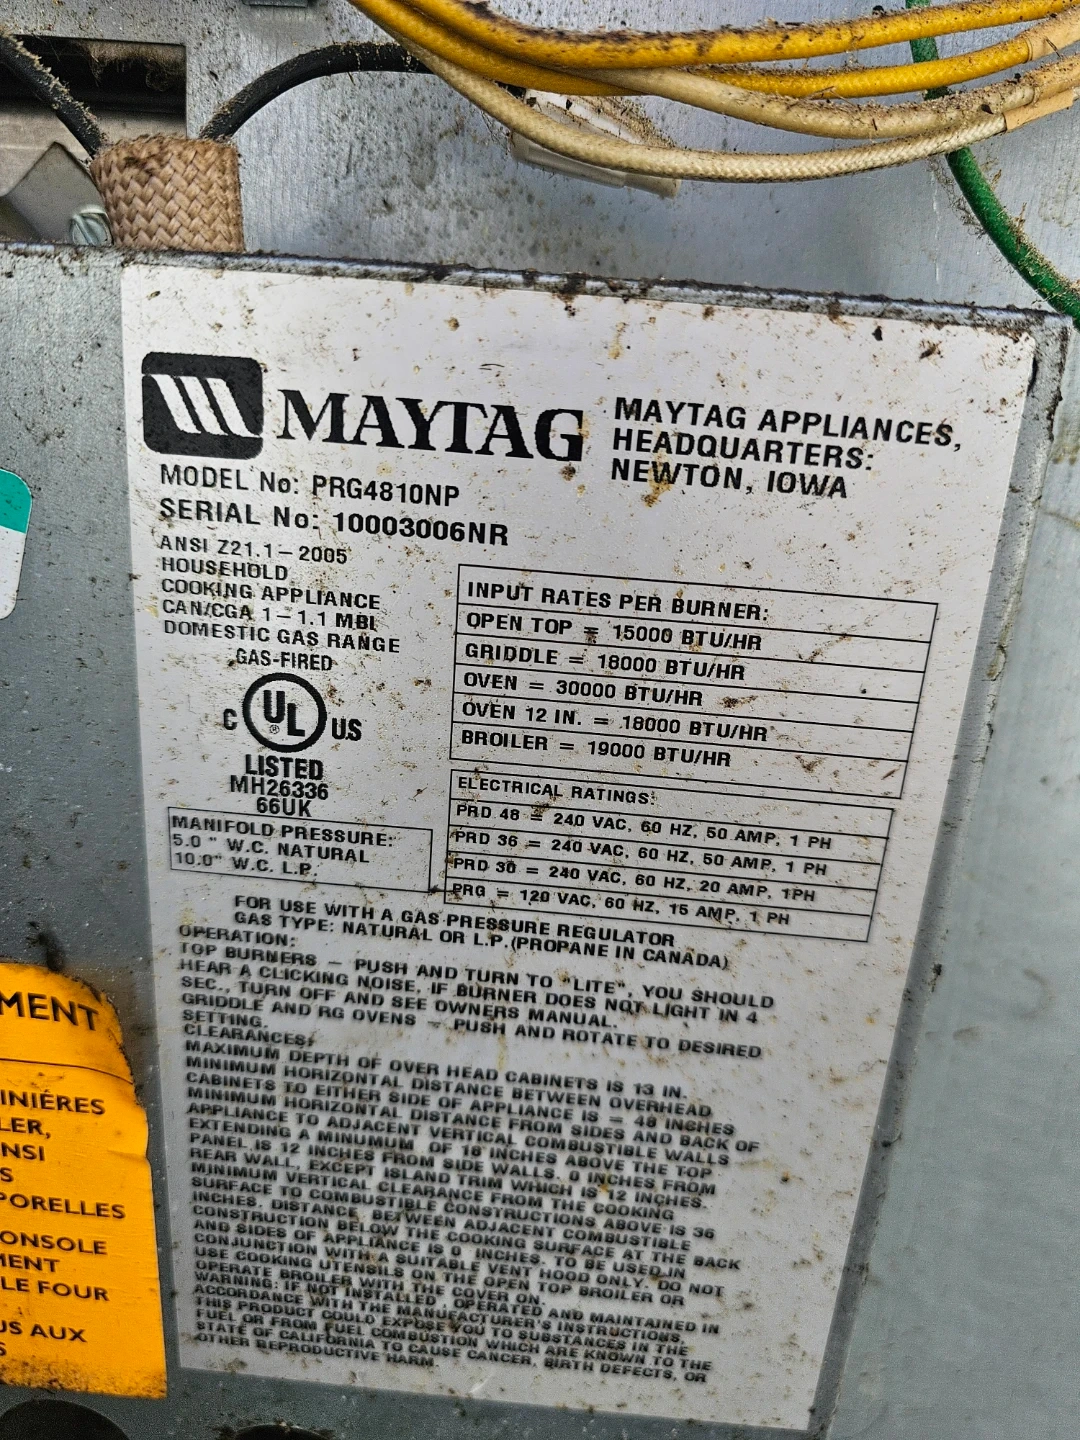 MAYTAG
MAYTAG APPLIANCES,
HEADQUARTERS:
NEWTON, IOWA
MODEL No: PRG4810NP
SERIAL No: 10003006NR
ANSI Z21.1-2005
HOUSEHOLD
COOKING APPLIANCE
CAN/CGA 1-1.1 MBL
DOMESTIC GAS RANGE
GAS-FIRED
C UL ® US
LISTED
MH26336
66UK
MANIFOLD PRESSURE:
5.0 " W.C. NATURAL
10.0" W.C. L.P.
INPUT RATES PER BURNER:
OPEN TOP = 15000 BTU/HR
GRIDDLE = 18000 BTU/HR
OVEN = 30000 BTU/HR
OVEN 12 IN. = 18000 BTU/HR
BROILER = 19000 BTU/HR
ELECTRICAL RATINGS:
PRD 48 = 240 VAC, 60 HZ, 50 AMP, 1 PH
PRD 36 = 240 VAC, 60 HZ, 50 AMP, 1 PH
PRD 30 = 240 VAC, 60 HZ, 20 AMP, 1PH
PRG = 120 VAC, 60 HZ, 15 AMP, 1 PH
FOR USE WITH A GAS PRESSURE REGULATOR
GAS TYPE: NATURAL OR L.P.(PROPANE IN CANADA)
OPERATION:
TOP BURNERS - PUSH AND TURN TO "LITE", YOU SHOULD
HEAR A CLICKING NOISE, IF BURNER DOES NOT LIGHT IN 4
SEC., TURN OFF AND SEE OWNERS MANUAL.
GRIDDLE AND RG OVENS - PUSH AND ROTATE TO DESIRED
SETTING.
CLEARANCES:
MAXIMUM DEPTH OF OVER HEAD CABINETS IS 13 IN.
MINIMUM HORIZONTAL DISTANCE BETWEEN OVERHEAD
CABINETS TO EITHER SIDE OF APPLIANCE IS = 48 INCHES
MINIMUM HORIZONTAL DISTANCE FROM SIDES AND BACK OF
APPLIANCE TO ADJACENT VERTICAL COMBUSTIBLE WALLS
EXTENDING A MINUMUM OF 18 INCHES ABOVE THE TOP
PANEL IS 12 INCHES FROM SIDE WALLS. 0 INCHES FROM
REAR WALL, EXCEPT ISLAND TRIM WHICH IS 12 INCHES.
MINIMUM VERTICAL CLEARANCE FROM THE COOKING
SURFACE TO COMBUSTIBLE CONSTRUCTIONS ABOVE IS 36
INCHES. DISTANCE BETWEEN ADJACENT COMBUSTIBLE
CONSTRUCTION BELOW THE COOKING SURFACE AT THE BACK
AND SIDES OF APPLIANCE IS 0 INCHES. TO BE USED IN
CONJUNCTION WITH A SUITABLE VENT HOOD ONLY. DO NOT
USE COOKING UTENSILS ON THE OPEN TOP BROILER OR
OPERATE BROILER WITH THE COVER ON.
WARNING: IF NOT INSTALLED, OPERATED AND MAINTAINED IN
ACCORDANCE WITH THE MANUFACTURER'S INSTRUCTIONS,
THIS PRODUCT COULD EXPOSE YOU TO SUBSTANCES IN THE
FUEL OR FROM FUEL COMBUSTION WHICH ARE KNOWN TO THE
STATE OF CALIFORNIA TO CAUSE CANCER, BIRTH DEFECTS, OR
OTHER REPRODUCTIVE HARM.
MENT
INIÉRES
LER,
NSI
S
PORELLES
ONSOLE
MENT
LE FOUR
US AUX
S